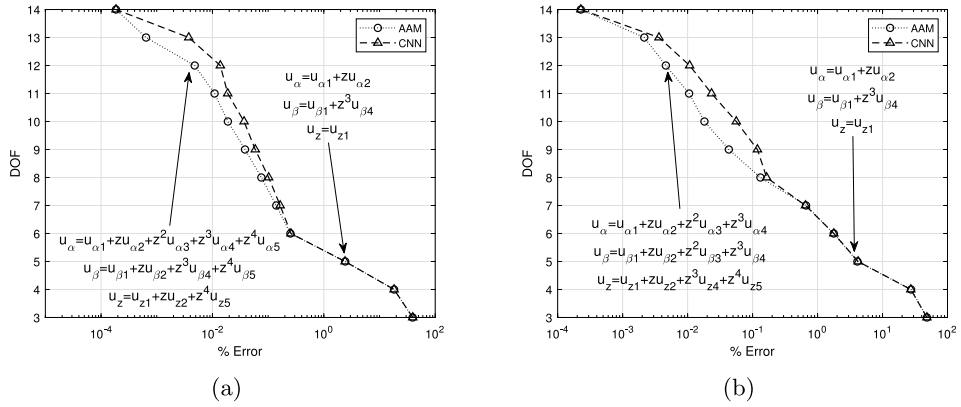 14
13
12
11
10
9
8
7
6
5
4
3
DOF
10^-4
10^-2
10^0
10^2
% Error
AAM
CNN
u_α=u_α1+zu_α2
u_β=u_β1+z^3u_β4
u_z=u_z1
u_α=u_α1+zu_α2+z^2u_α3+z^3u_α4+z^4u_α5
u_β=u_β1+zu_β2+z^3u_β4+z^4u_β5
u_z=u_z1+zu_z2+z^4u_z5
(a)
14
13
12
11
10
9
8
7
6
5
4
3
DOF
10^-4
10^-3
10^-2
10^-1
10^0
10^1
10^2
% Error
AAM
CNN
u_α=u_α1+zu_α2
u_β=u_β1+z^3u_β4
u_z=u_z1
u_α=u_α1+zu_α2+z^2u_α3+z^3u_α4
u_β=u_β1+zu_β2+z^2u_β3+z^3u_β4
u_z=u_z1+zu_z2+z^3u_z4+z^4u_z5
(b)